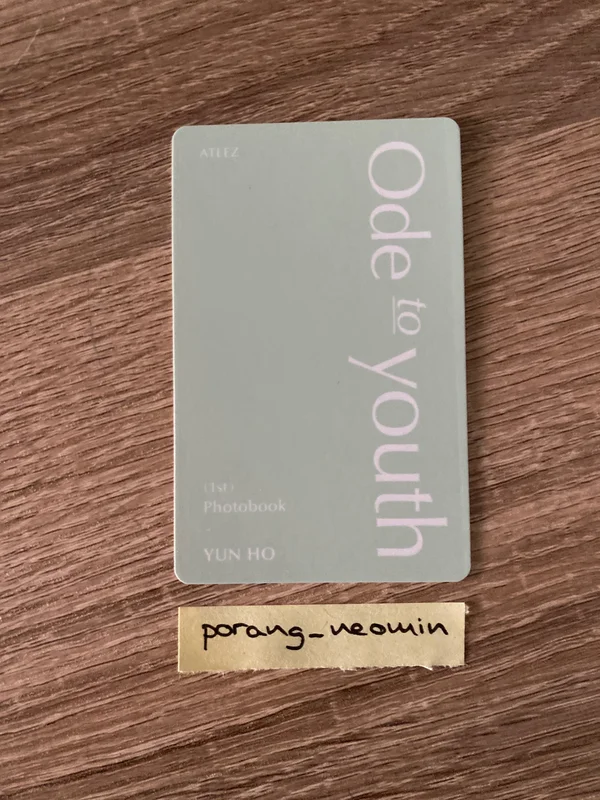 ATEEZ
Ode to youth
(1st)
Photobook
YUN HO
porang_neomin